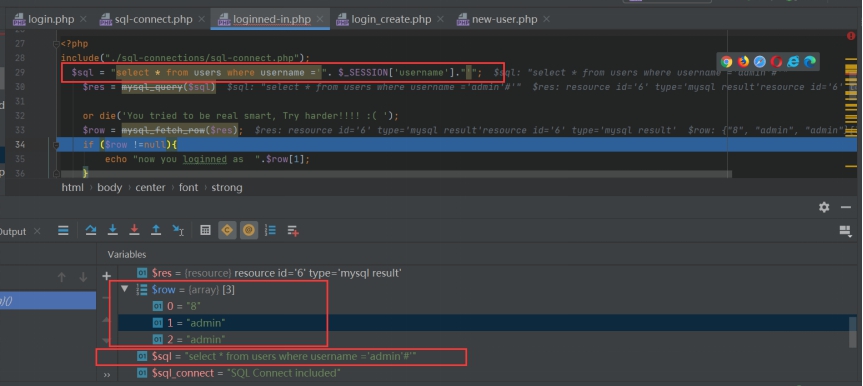 login.php × sql-connect.php × loginned-in.php × login_create.php × new-user.php ×
27 <?php
28 include("./sql-connections/sql-connect.php");
29 $sql = "select * from users where username ='". $_SESSION['username']."'"; $sql: "select * from users where username ='admin'#'"
30 $res = mysql_query($sql) $sql: "select * from users where username ='admin'#'" $res: resource id='6' type='mysql result'resource id='6'
31
32 or die('You tried to be real smart, Try harder!!!! :( ');
33 $row = mysql_fetch_row($res); $res: resource id='6' type='mysql result'resource id='6' type='mysql result' $row: {"8", "admin", "admin"}
34 if ($row !=null){
35 echo "now you loginned as ".$row[1];
36 }
html › body › center › font › strong
Output ×
Variables
$res = {resource} resource id='6' type='mysql result'
$row = {array} [3]
0 = "8"
1 = "admin"
2 = "admin"
$sql = "select * from users where username ='admin'#'"
$sql_connect = "SQL Connect included"